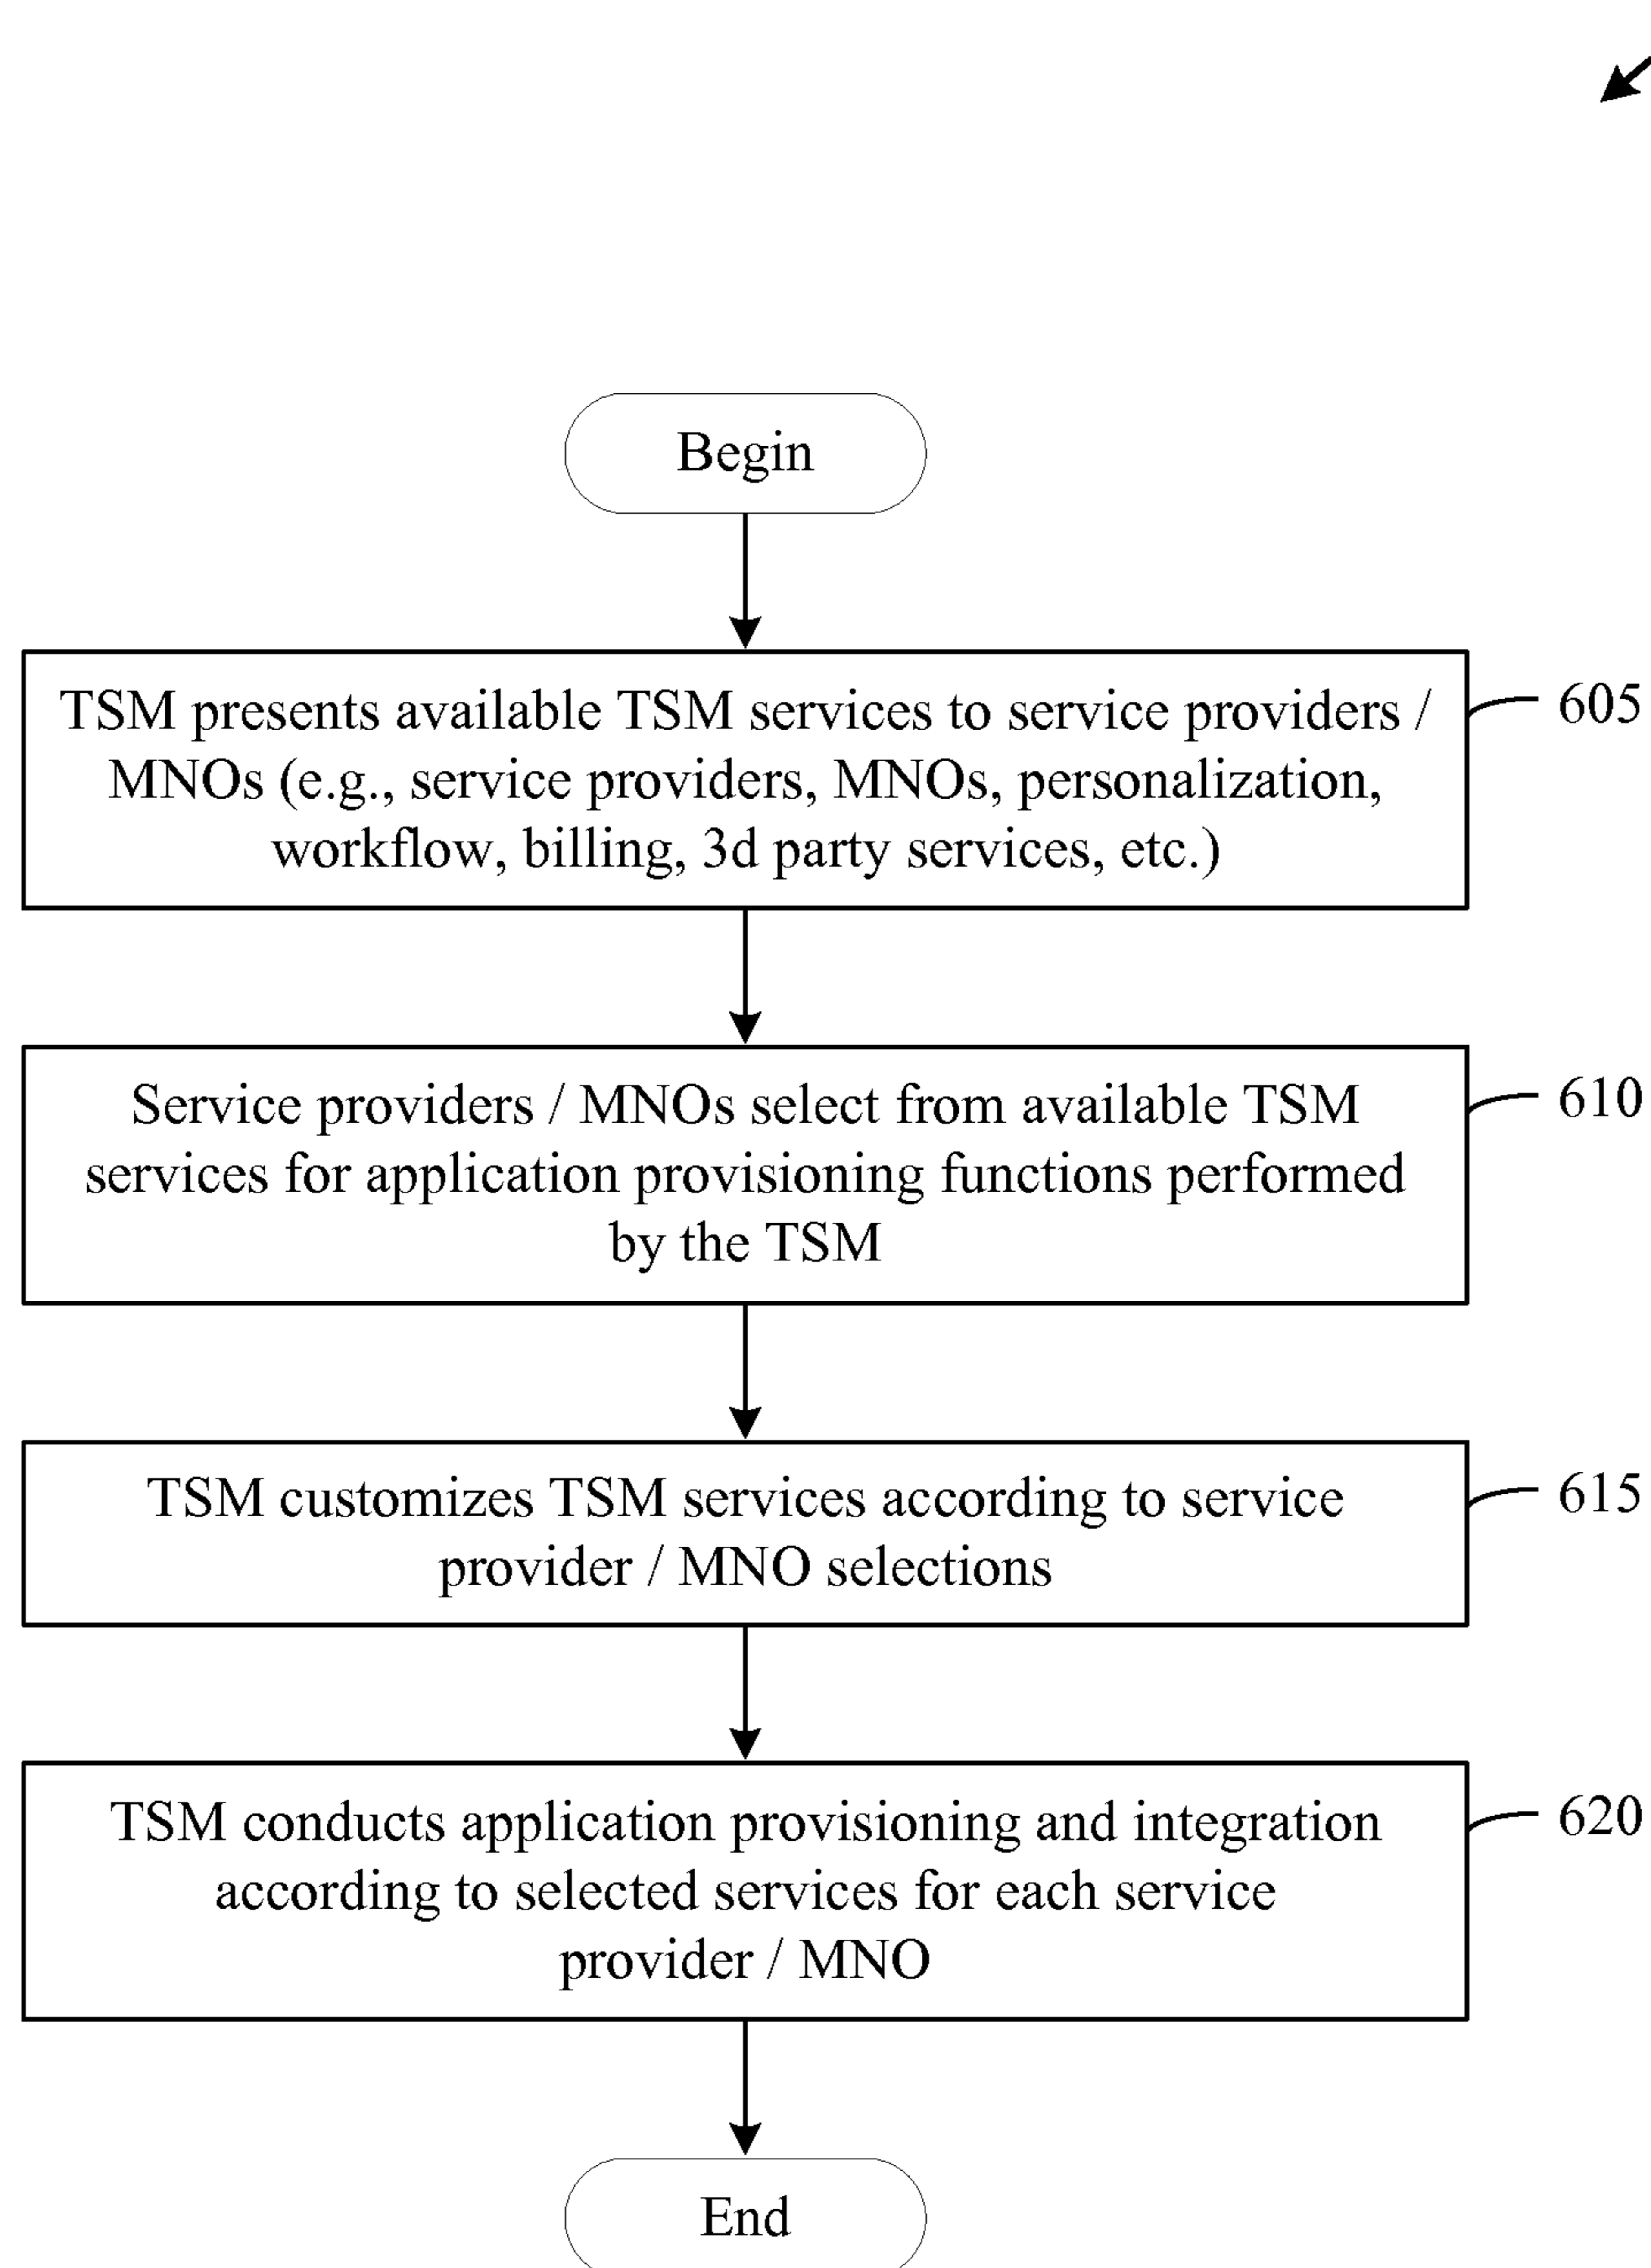 Begin
TSM presents available TSM services to service providers /
MNOs (e.g., service providers, MNOs, personalization,
workflow, billing, 3d party services, etc.)
605
Service providers / MNOs select from available TSM
services for application provisioning functions performed
by the TSM
610
TSM customizes TSM services according to service
provider / MNO selections
615
TSM conducts application provisioning and integration
according to selected services for each service
provider / MNO
620
End